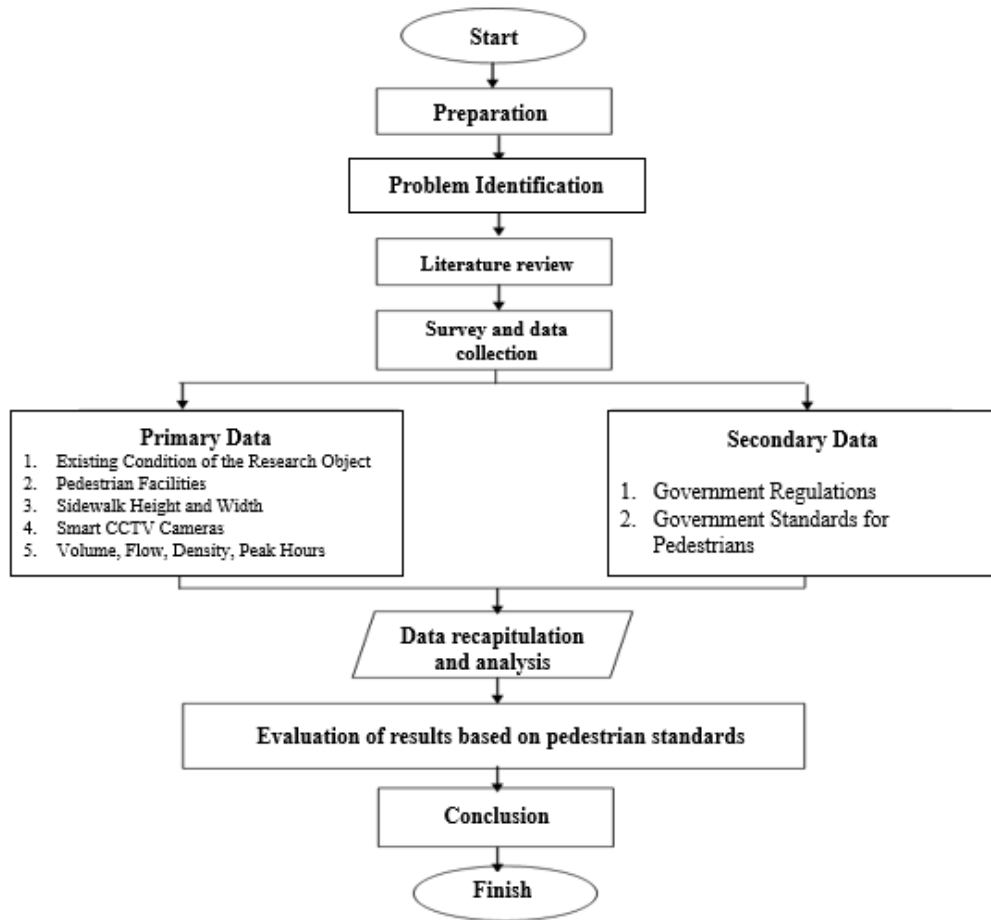 Start
Preparation
Problem Identification
Literature review
Survey and data
collection
Primary Data
1. Existing Condition of the Research Object
2. Pedestrian Facilities
3. Sidewalk Height and Width
4. Smart CCTV Cameras
5. Volume, Flow, Density, Peak Hours
Secondary Data
1. Government Regulations
2. Government Standards for
Pedestrians
Data recapitulation
and analysis
Evaluation of results based on pedestrian standards
Conclusion
Finish